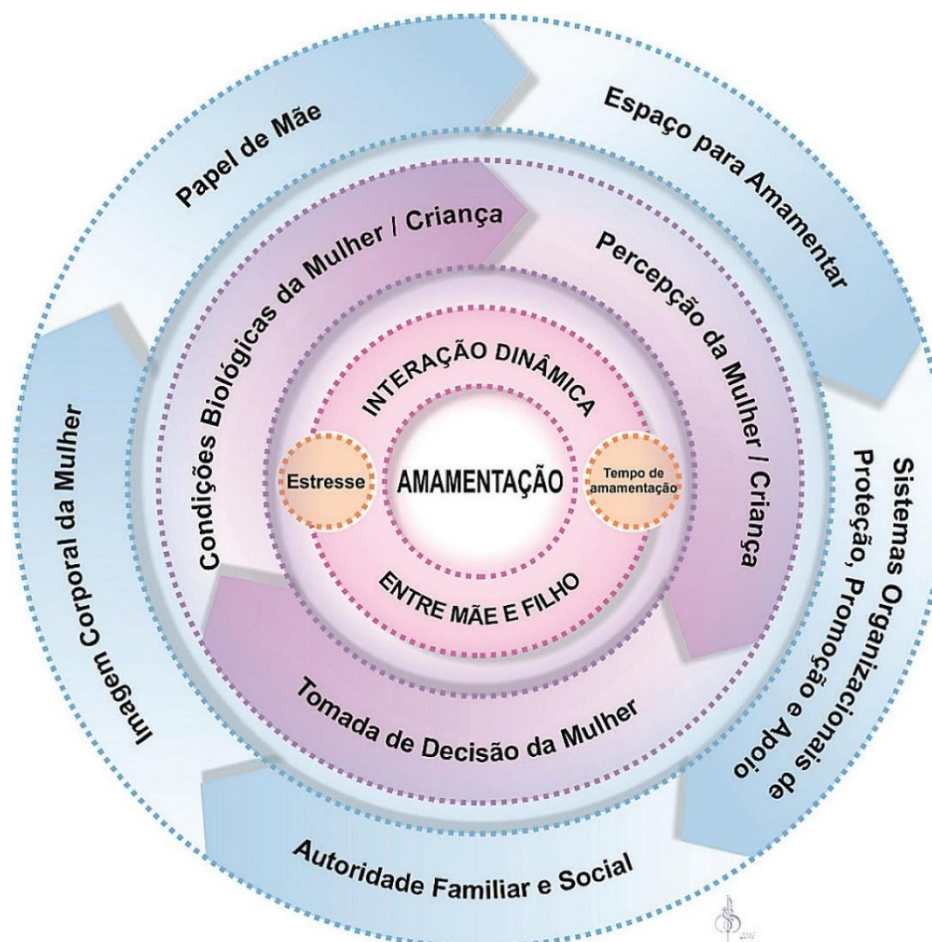 Papel de Mãe
Espaço para Amamentar
Condições Biológicas da Mulher / Criança
Percepção da Mulher / Criança
INTERAÇÃO DINÂMICA
Estresse
AMAMENTAÇÃO
Tempo de
amamentação
ENTRE MÃE E FILHO
Imagem Corporal da Mulher
Sistemas Organizacionais de
Proteção, Promoção e Apoio
Tomada de Decisão da Mulher
Autoridade Familiar e Social